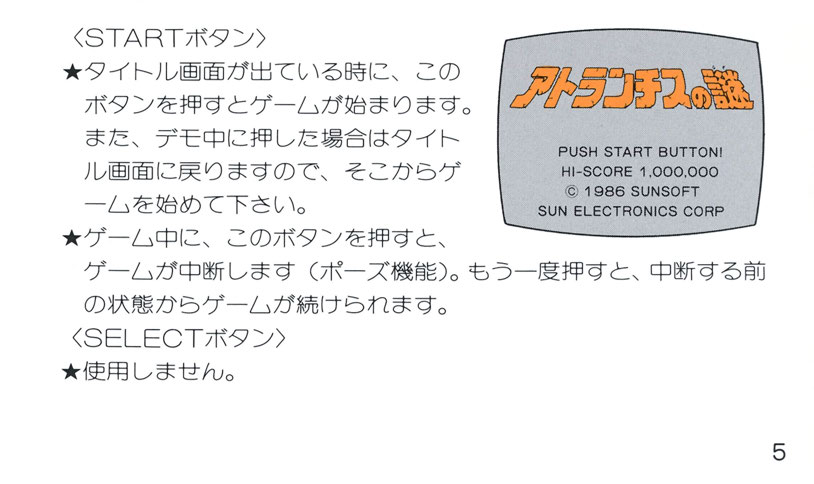 〈STARTボタン〉
★タイトル画面が出ている時に、この
ボタンを押すとゲームが始まります。
また、デモ中に押した場合はタイト
ル画面に戻りますので、そこからゲ
ームを始めて下さい。
★ゲーム中に、このボタンを押すと、
ゲームが中断します（ポーズ機能）。もう一度押すと、中断する前
の状態からゲームが続けられます。
〈SELECTボタン〉
★使用しません。
アトランチスの謎
PUSH START BUTTON!
HI-SCORE 1,000,000
© 1986 SUNSOFT
SUN ELECTRONICS CORP
5